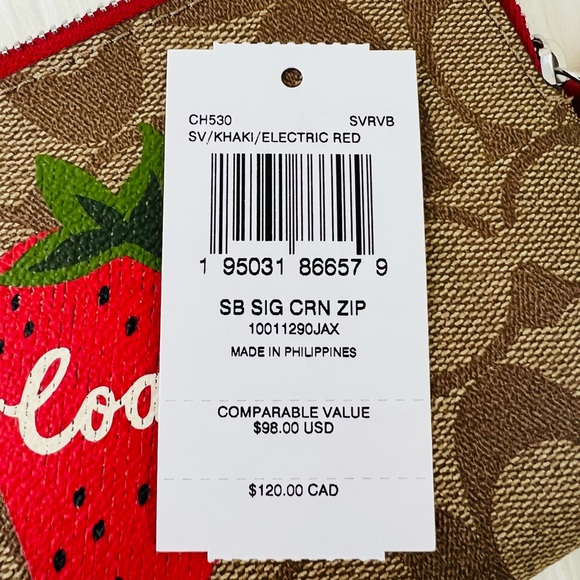 CH530 SVRVB
SV/KHAKI/ELECTRIC RED
1 95031 86657 9
SB SIG CRN ZIP
10011290JAX
MADE IN PHILIPPINES
COMPARABLE VALUE
$98.00 USD
$120.00 CAD
Coa